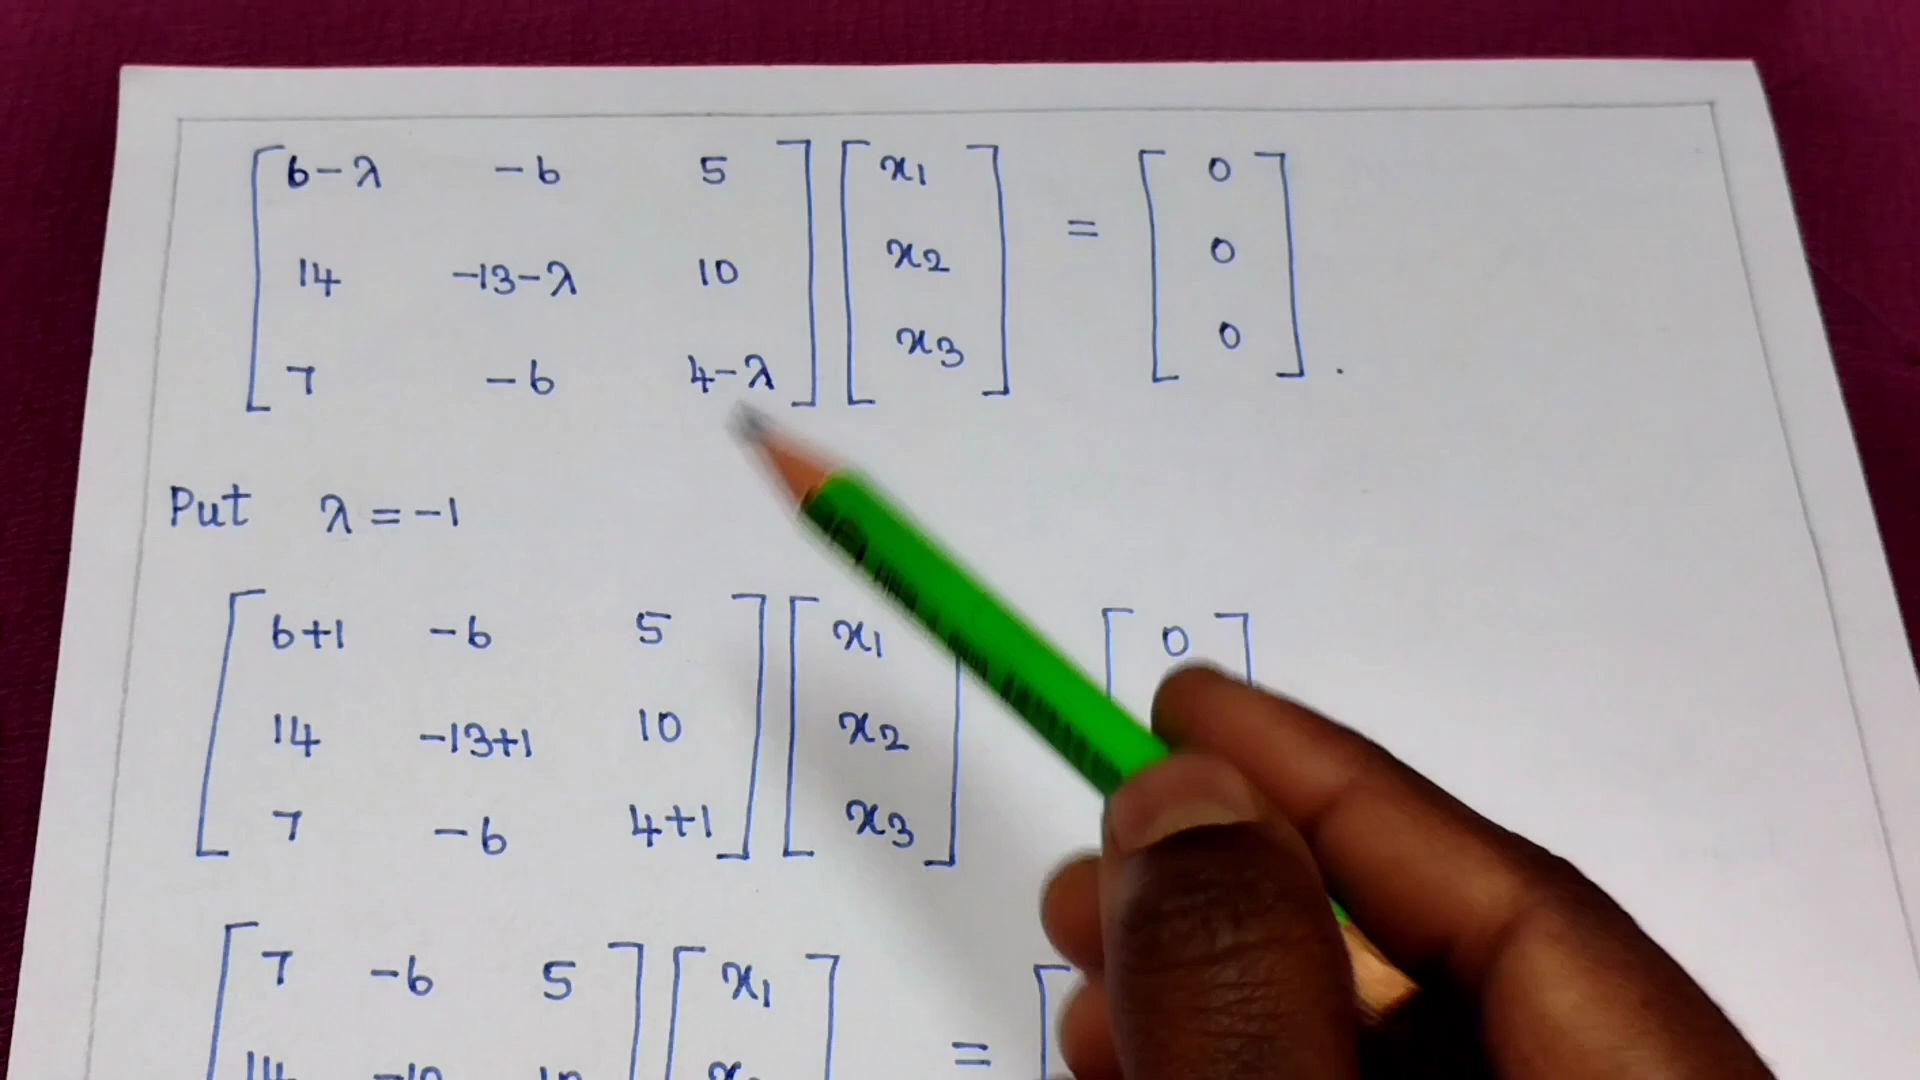 6-λ -6 5 x1 0
14 -13-λ 10 x2 = 0
7 -6 4-λ x3 0 .
Put λ = -1
6+1 -6 5 x1 0
14 -13+1 10 x2
7 -6 4+1 x3
7 -6 5 x1
=